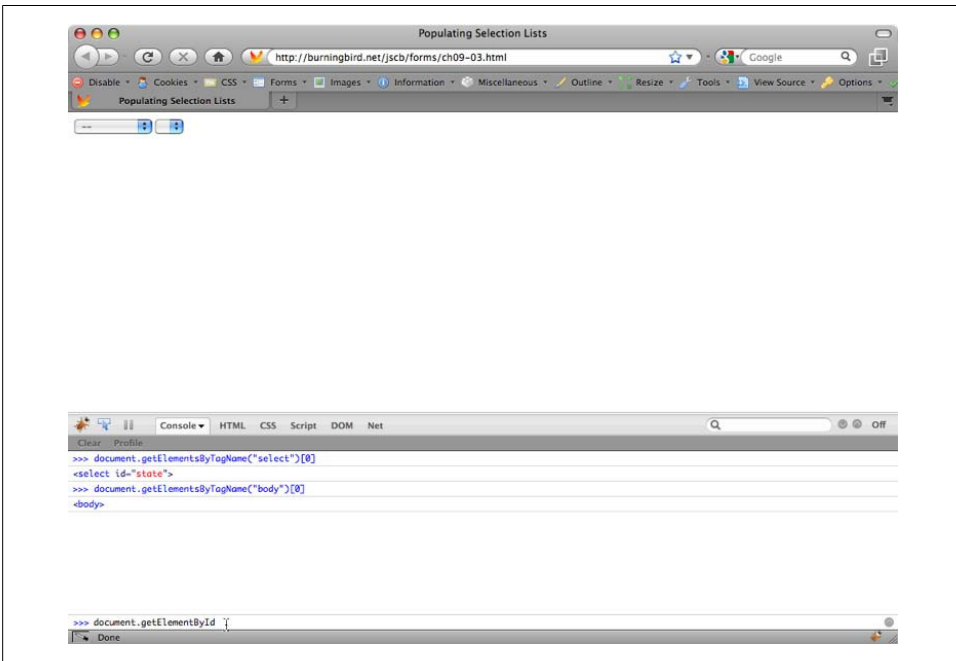 Populating Selection Lists
http://burningbird.net/jscb/forms/ch09-03.html
Google
Disable Cookies CSS Forms Images Information Miscellaneous Outline Resize Tools View Source Options
Populating Selection Lists +
--
Console HTML CSS Script DOM Net Off
Clear Profile
>>> document.getElementsByTagName("select")[0]
<select id="state">
>>> document.getElementsByTagName("body")[0]
<body>
>>> document.getElementById
Done